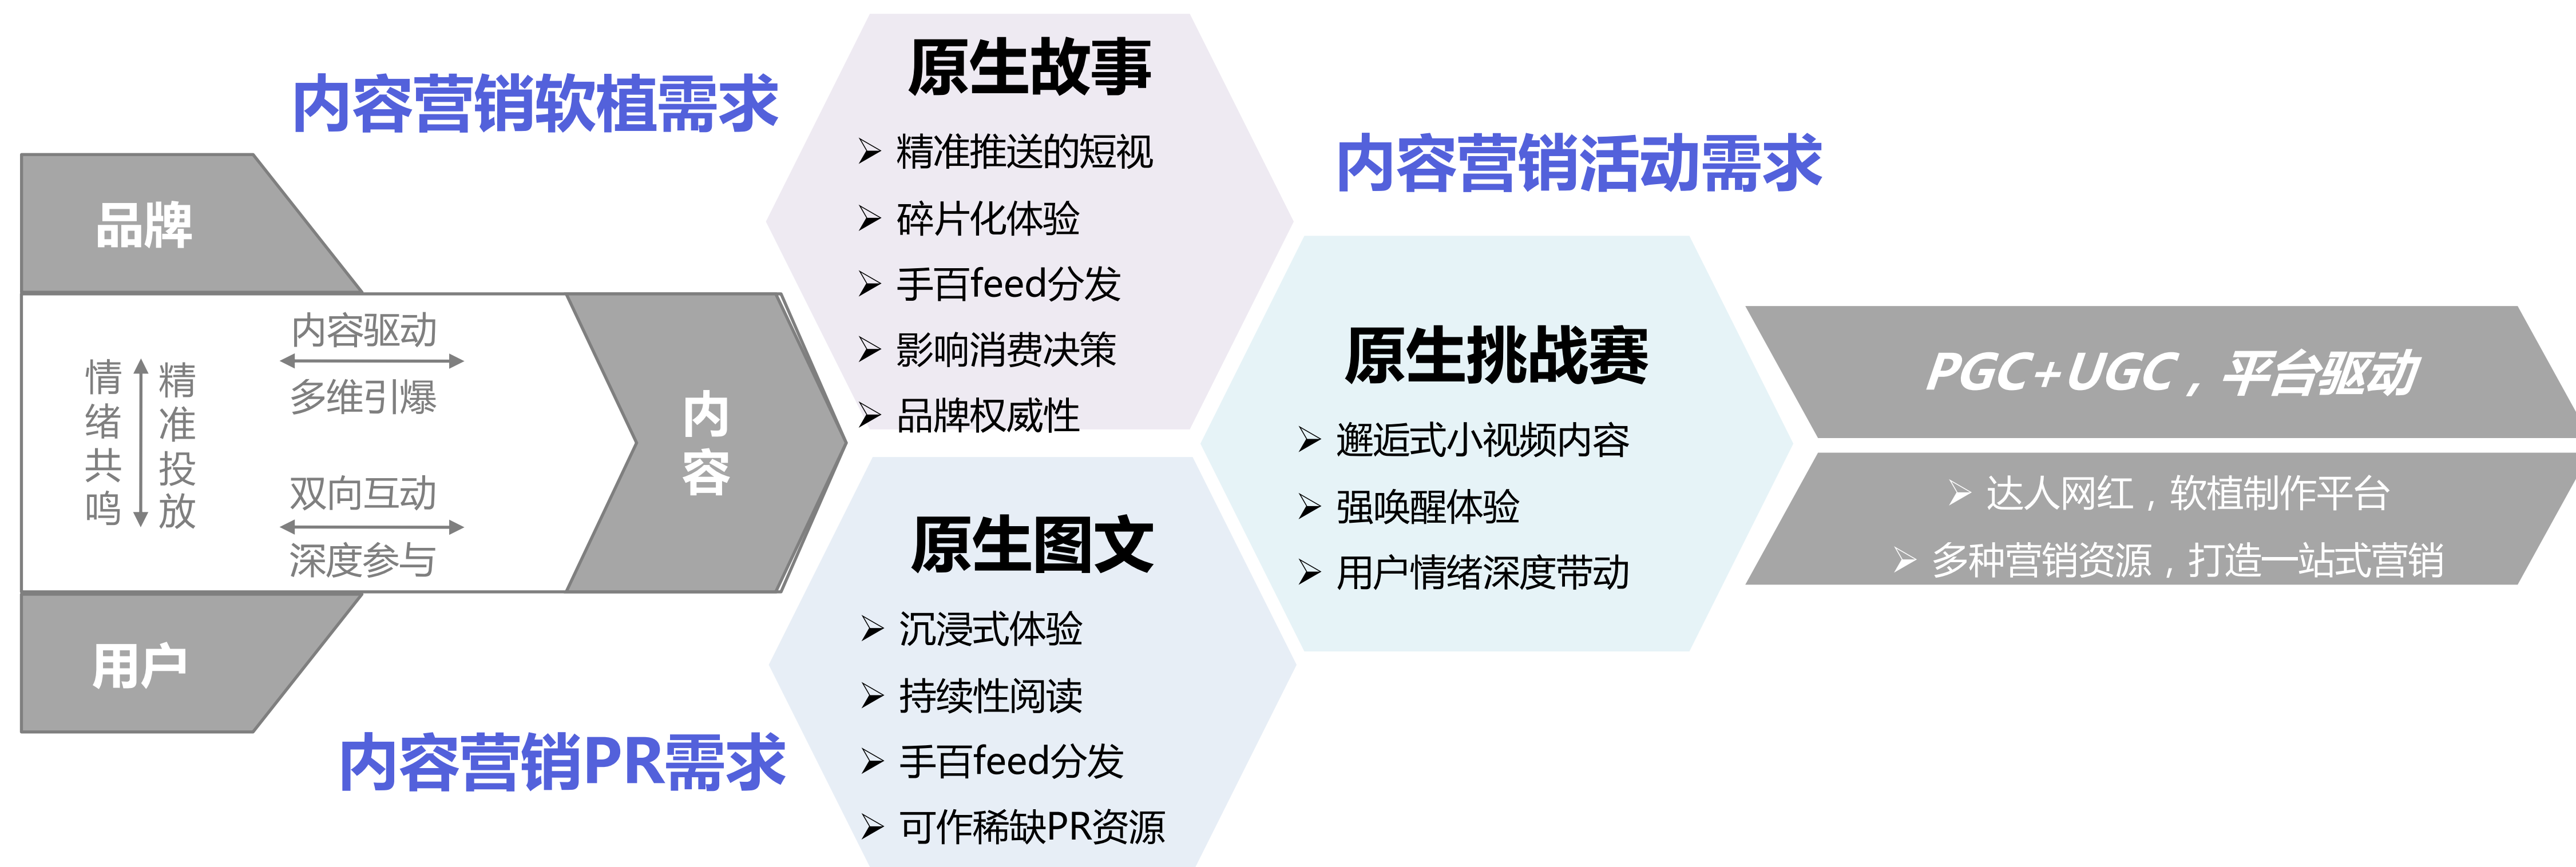 内容营销软植需求
品牌
内容驱动
多维引爆
情绪共鸣
精准投放
双向互动
深度参与
内容
用户
内容营销PR需求
原生故事
精准推送的短视
碎片化体验
手百feed分发
影响消费决策
品牌权威性
原生图文
沉浸式体验
持续性阅读
手百feed分发
可作稀缺PR资源
内容营销活动需求
原生挑战赛
邂逅式小视频内容
强唤醒体验
用户情绪深度带动
PGC+UGC，平台驱动
达人网红，软植制作平台
多种营销资源，打造一站式营销